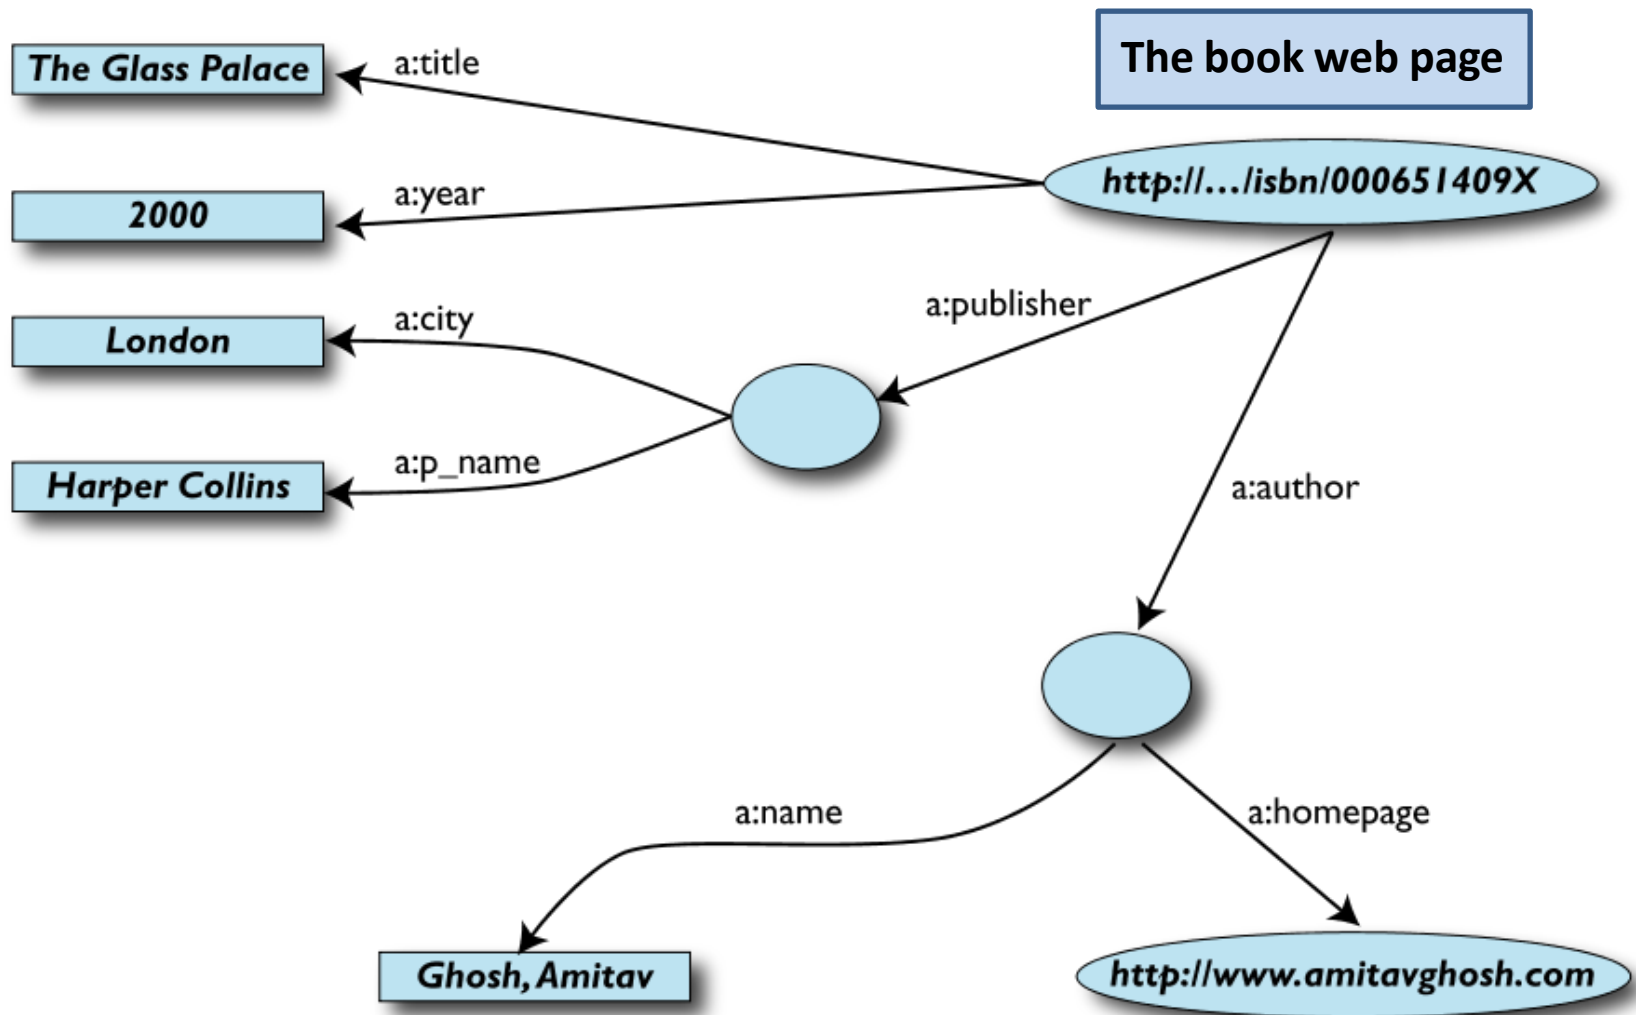 The book web page
The Glass Palace
a:title
http://.../isbn/000651409X
2000
a:year
a:publisher
London
a:city
Harper Collins
a:p_name
a:author
a:name
a:homepage
Ghosh, Amitav
http://www.amitavghosh.com